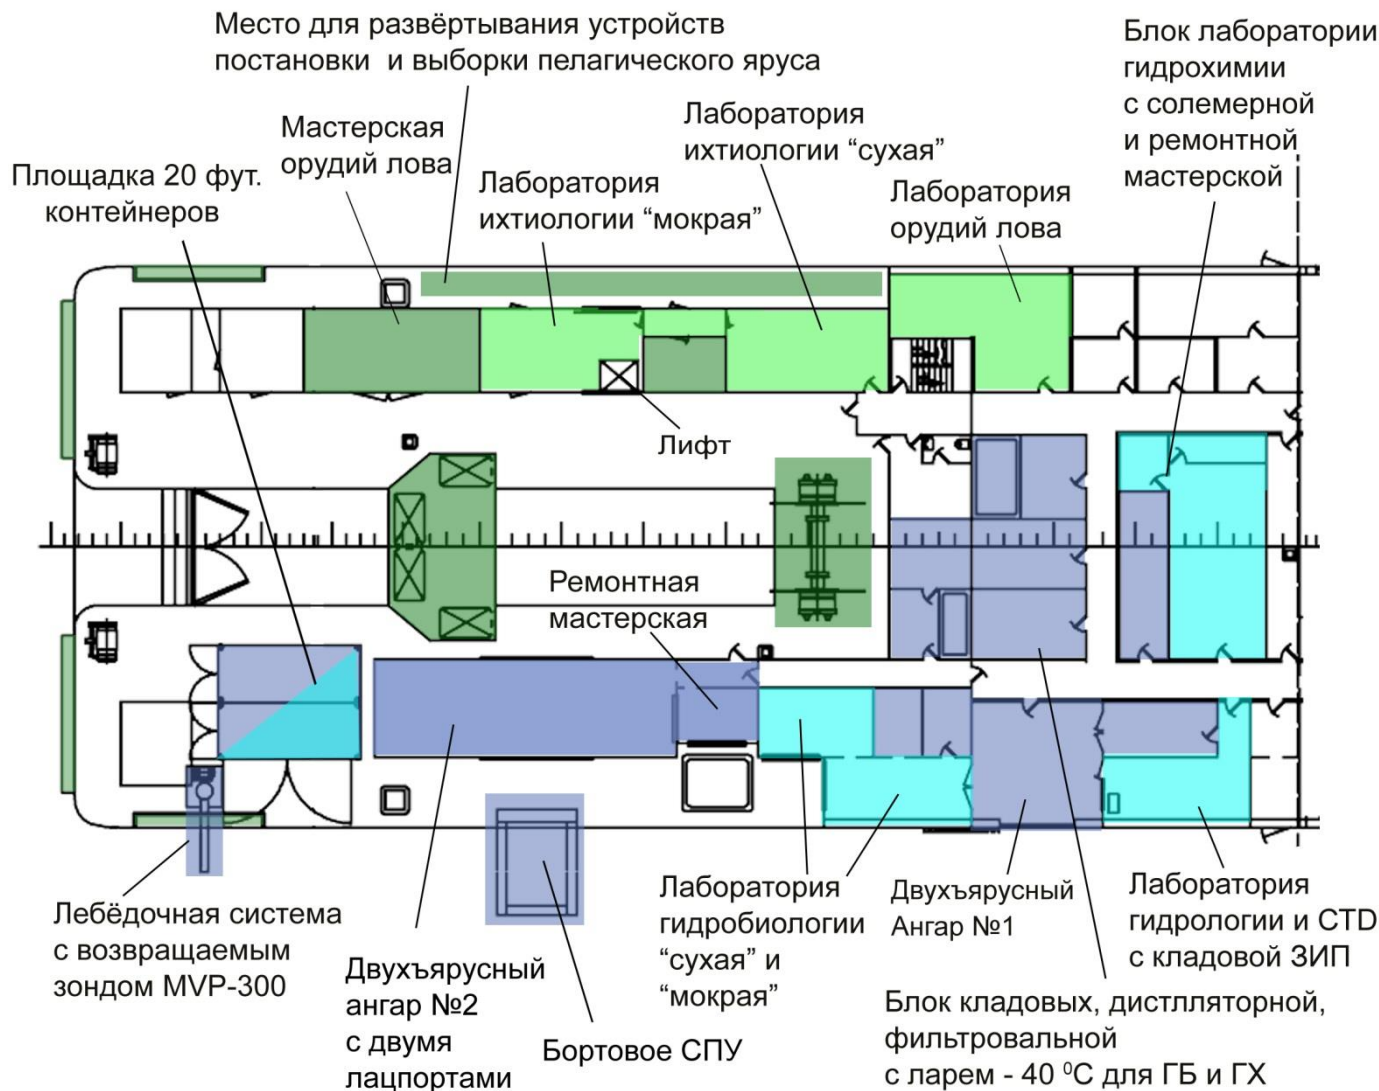 Место для развёртывания устройств
постановки и выборки пелагического яруса
Блок лаборатории
гидрохимии
с солемерной
и ремонтной
мастерской
Мастерская
орудий лова
Лаборатория
ихтиологии “сухая”
Площадка 20 фут.
контейнеров
Лаборатория
ихтиологии “мокрая”
Лаборатория
орудий лова
Лифт
Ремонтная
мастерская
Лебёдочная система
с возвращаемым
зондом MVP-300
Двухъярусный
ангар №2
с двумя
лацпортами
Бортовое СПУ
Лаборатория
гидробиологии
“сухая” и
“мокрая”
Двухъярусный
Ангар №1
Лаборатория
гидрологии и CTD
с кладовой ЗИП
Блок кладовых, дистлляторной,
фильтровальной
с ларем - 40 ⁰С для ГБ и ГХ